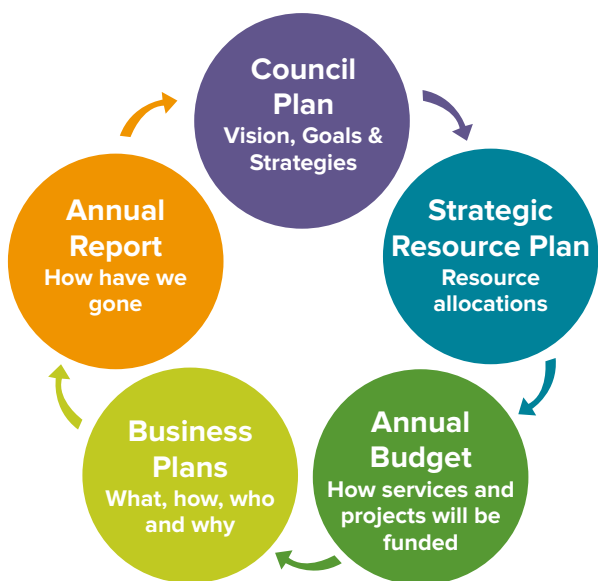 Council
Plan
Vision, Goals &
Strategies
Strategic
Resource Plan
Resource
allocations
Annual
Budget
How services and
projects will be
funded
Business
Plans
What, how, who
and why
Annual
Report
How have we
gone